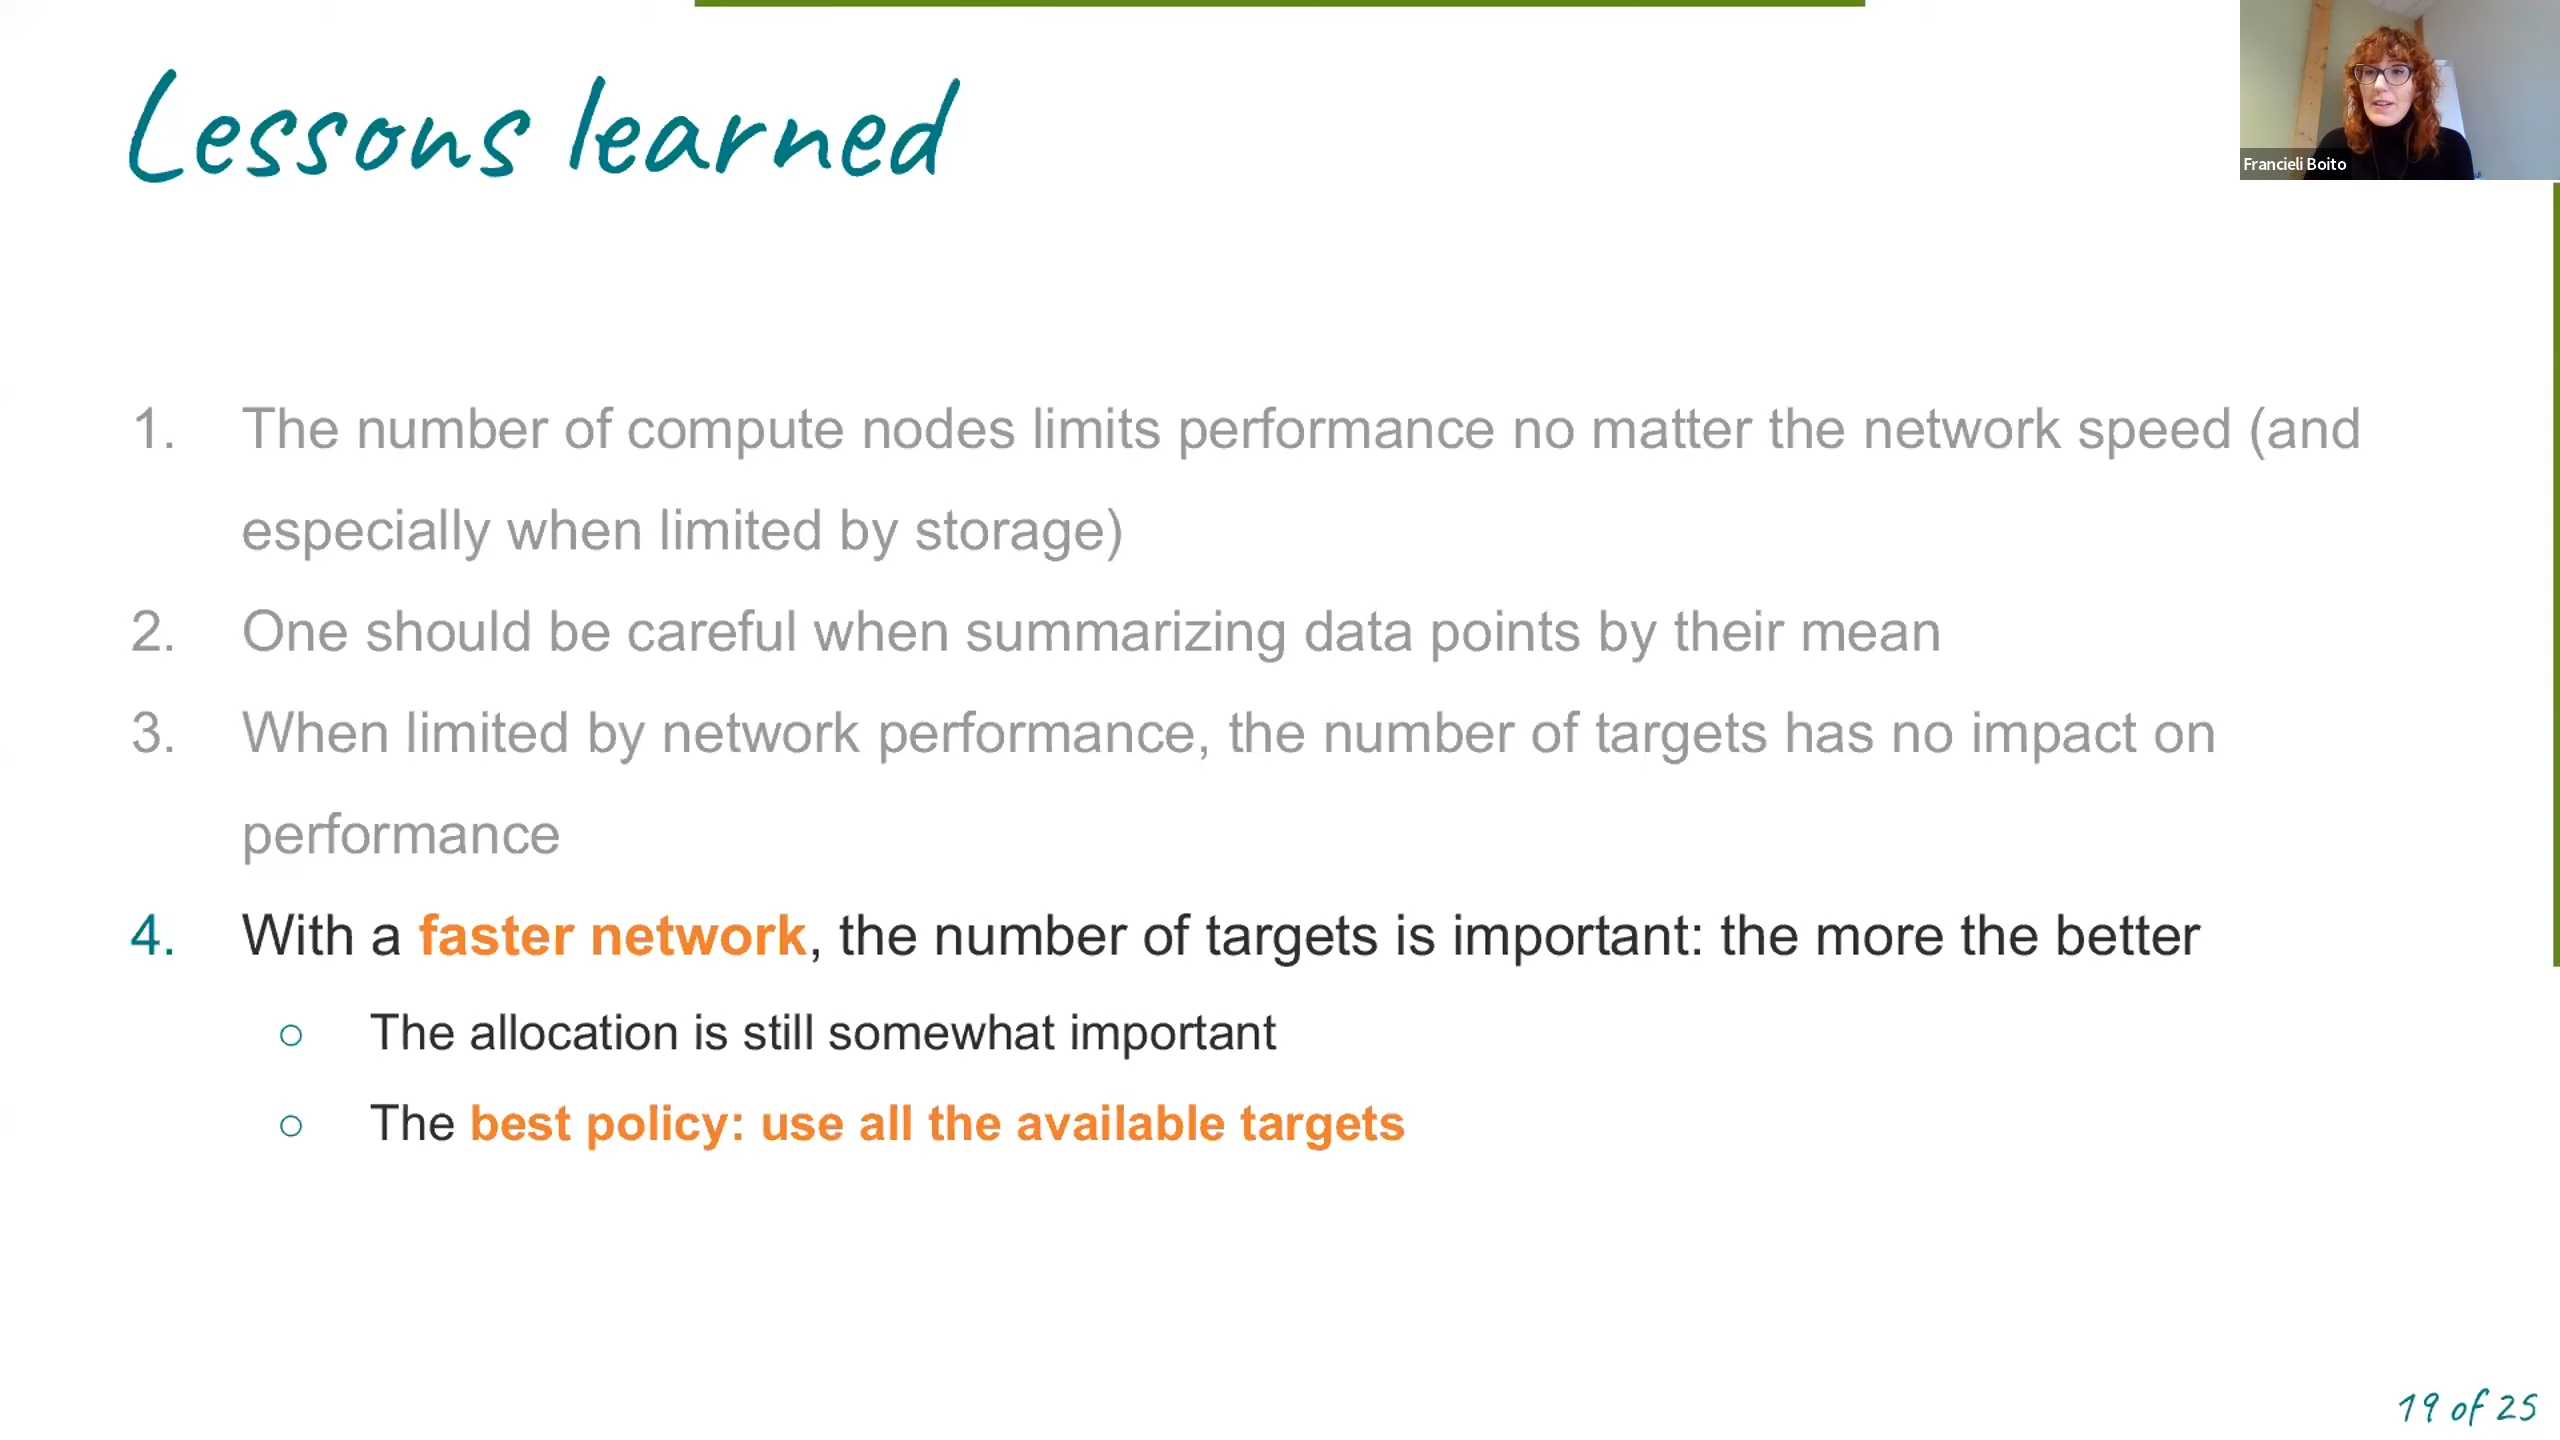 Lessons learned
Francieli Boito
1. The number of compute nodes limits performance no matter the network speed (and
especially when limited by storage)
2. One should be careful when summarizing data points by their mean
3. When limited by network performance, the number of targets has no impact on
performance
4. With a faster network, the number of targets is important: the more the better
○ The allocation is still somewhat important
○ The best policy: use all the available targets
19 of 25